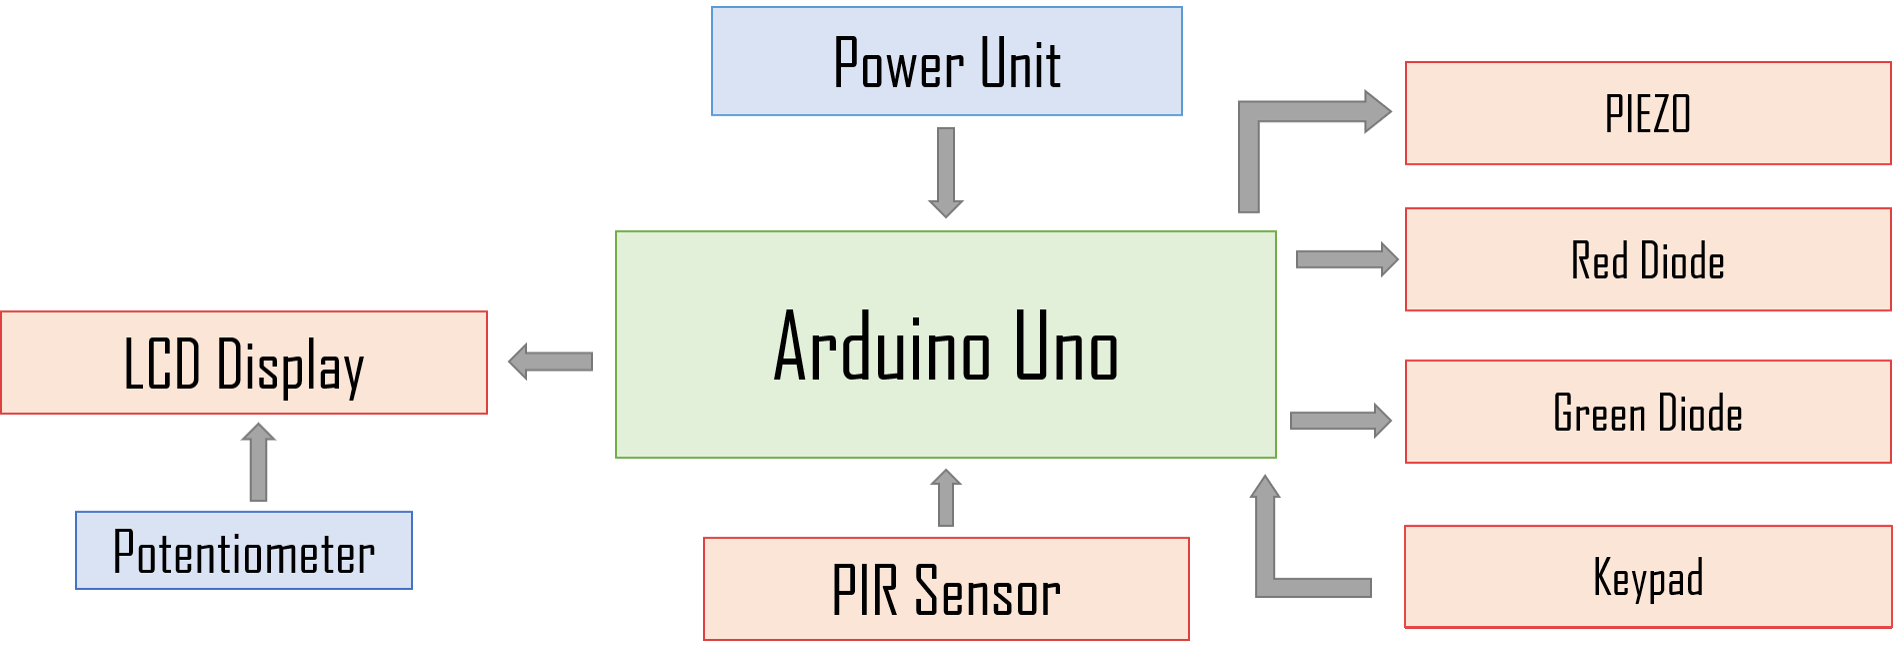 Power Unit
PIEZO
Red Diode
Arduino Uno
LCD Display
Green Diode
Potentiometer
PIR Sensor
Keypad